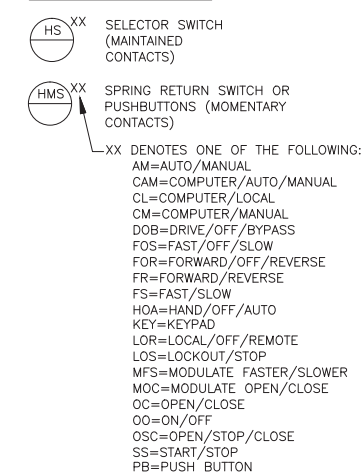 HS XX SELECTOR SWITCH
(MAINTAINED
CONTACTS)
HMS XX SPRING RETURN SWITCH OR
PUSHBUTTONS (MOMENTARY
CONTACTS)
XX DENOTES ONE OF THE FOLLOWING:
AM=AUTO/MANUAL
CAM=COMPUTER/AUTO/MANUAL
CL=COMPUTER/LOCAL
CM=COMPUTER/MANUAL
DOB=DRIVE/OFF/BYPASS
FOS=FAST/OFF/SLOW
FOR=FORWARD/OFF/REVERSE
FR=FORWARD/REVERSE
FS=FAST/SLOW
HOA=HAND/OFF/AUTO
KEY=KEYPAD
LOR=LOCAL/OFF/REMOTE
LOS=LOCKOUT/STOP
MFS=MODULATE FASTER/SLOWER
MOC=MODULATE OPEN/CLOSE
OC=OPEN/CLOSE
OO=ON/OFF
OSC=OPEN/STOP/CLOSE
SS=START/STOP
PB=PUSH BUTTON